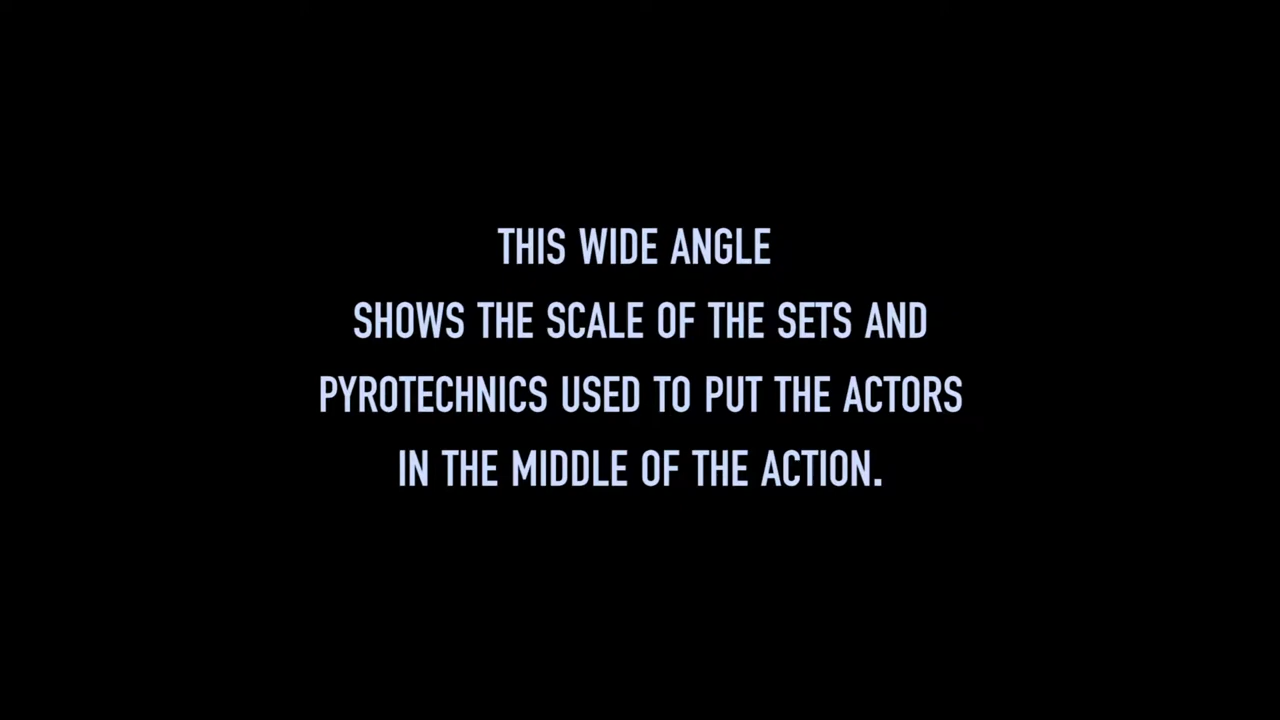 THIS WIDE ANGLE
SHOWS THE SCALE OF THE SETS AND
PYROTECHNICS USED TO PUT THE ACTORS
IN THE MIDDLE OF THE ACTION.